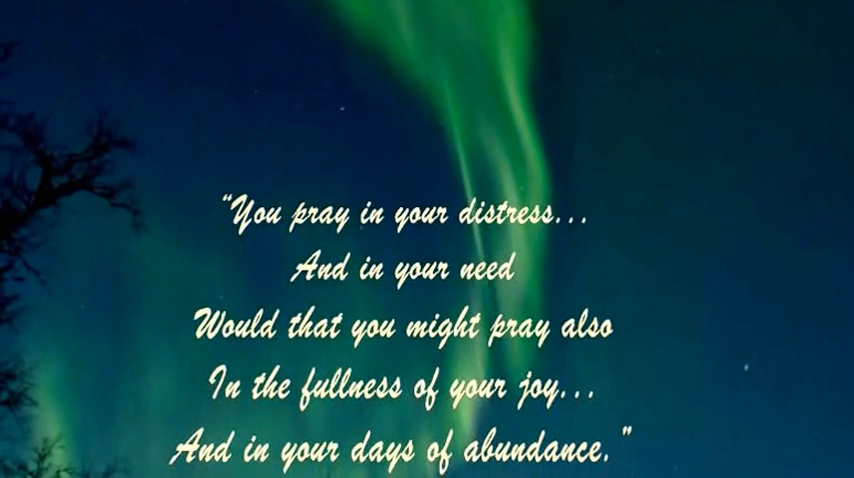 “You pray in your distress...
And in your need
Would that you might pray also
In the fullness of your joy...
And in your days of abundance.”